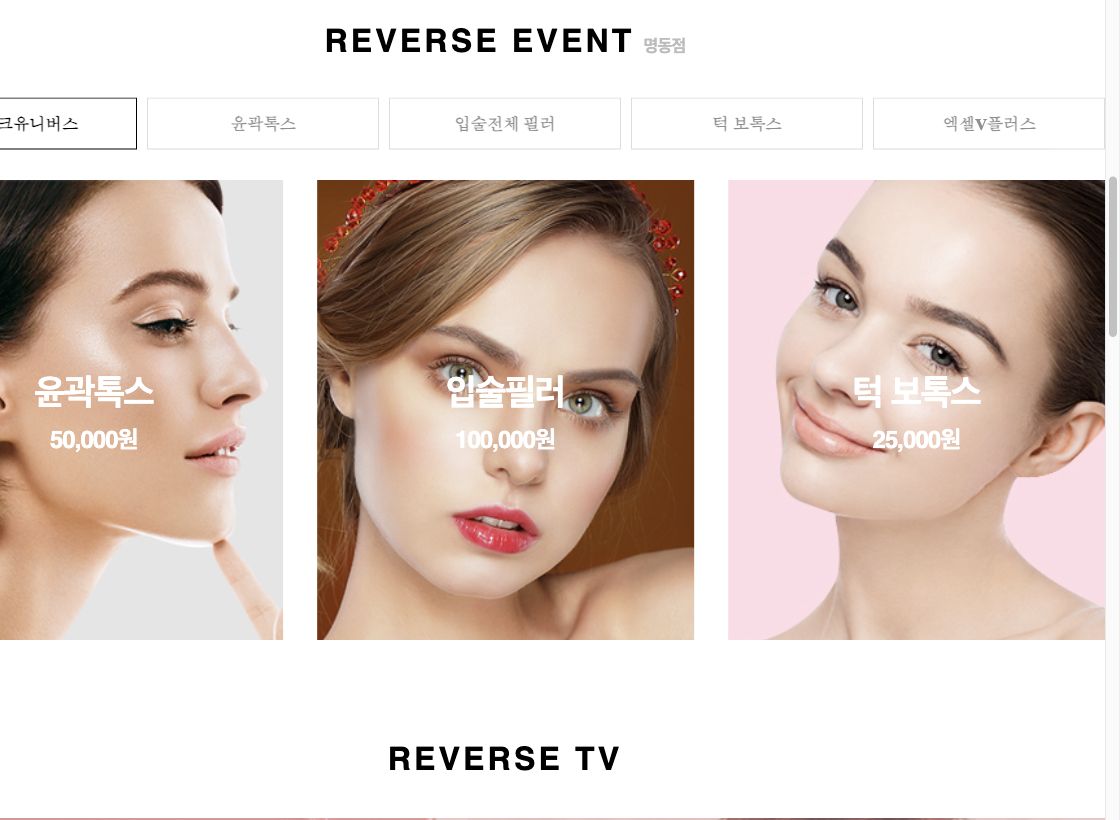 REVERSE EVENT 명동점
크유니버스
윤곽톡스
입술전체 필러
턱 보톡스
엑셀V플러스
윤곽톡스
50,000원
입술필러
100,000원
턱 보톡스
25,000원
REVERSE TV